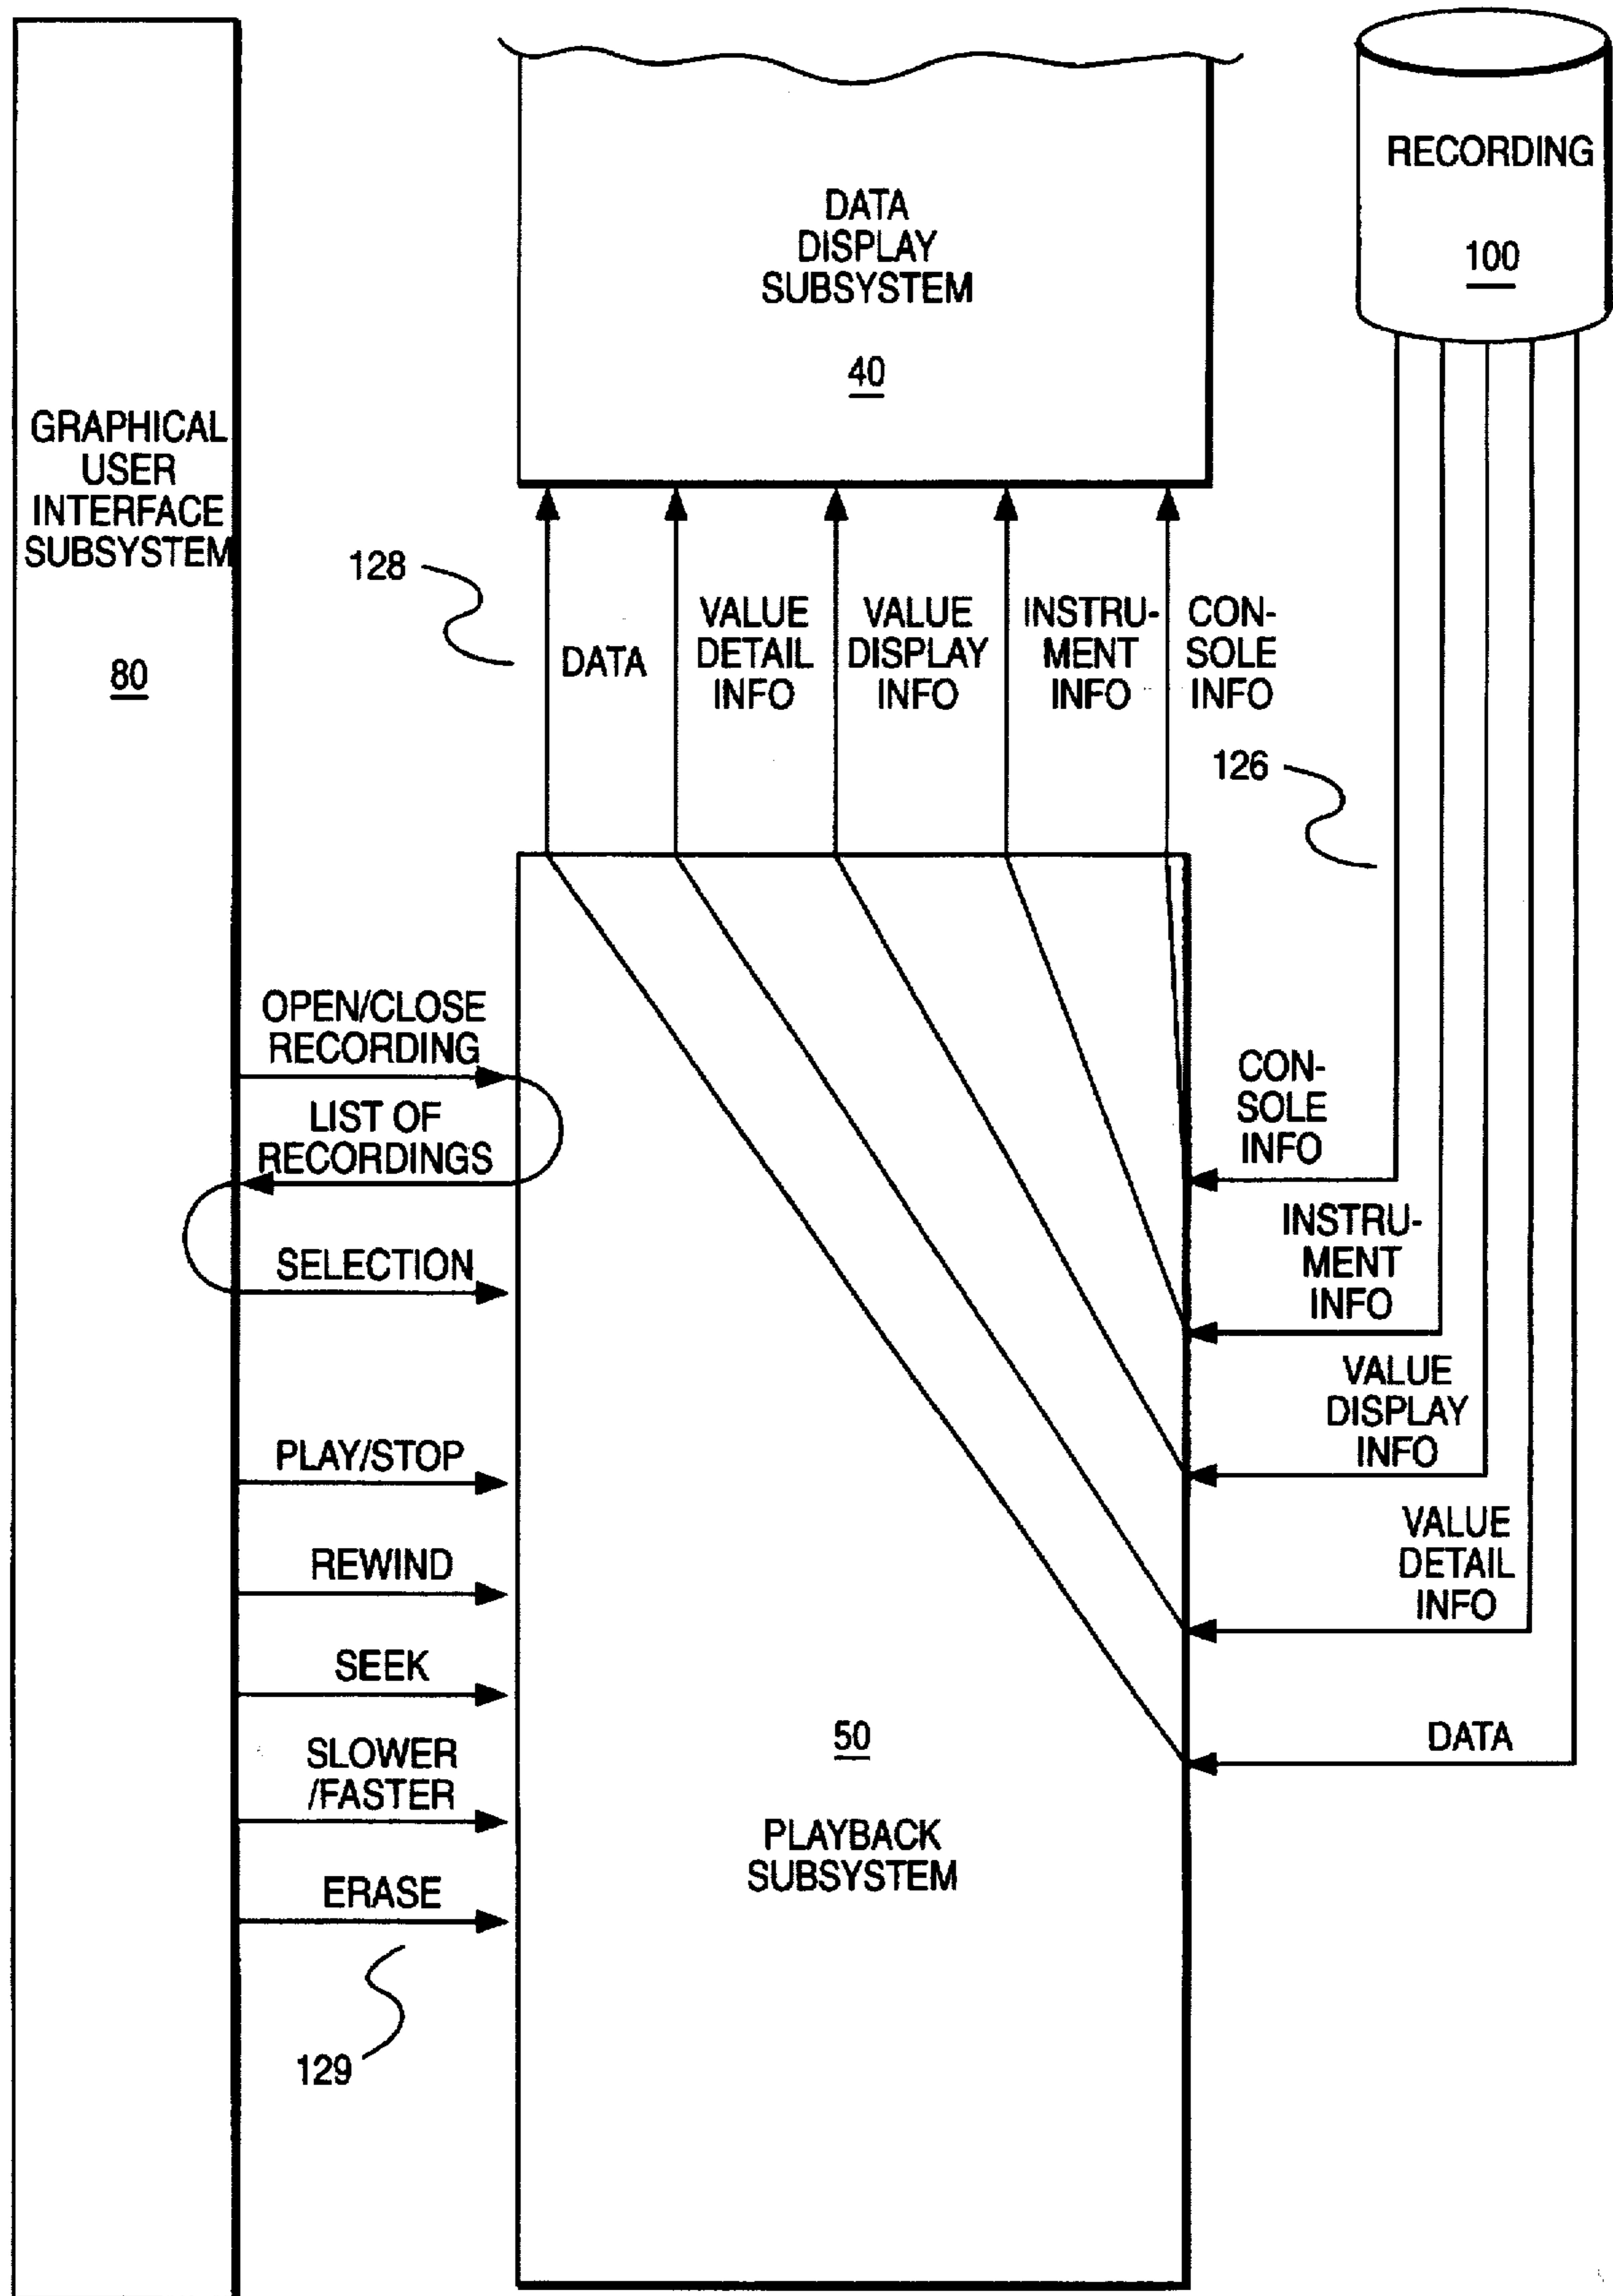 RECORDING
100
DATA
DISPLAY
SUBSYSTEM
40
GRAPHICAL
USER
INTERFACE
SUBSYSTEM
80
128
DATA
VALUE
DETAIL
INFO
VALUE
DISPLAY
INFO
INSTRU-
MENT
INFO
CON-
SOLE
INFO
126
OPEN/CLOSE
RECORDING
LIST OF
RECORDINGS
SELECTION
PLAY/STOP
REWIND
SEEK
SLOWER
/FASTER
ERASE
129
CON-
SOLE
INFO
INSTRU-
MENT
INFO
VALUE
DISPLAY
INFO
VALUE
DETAIL
INFO
DATA
50
PLAYBACK
SUBSYSTEM